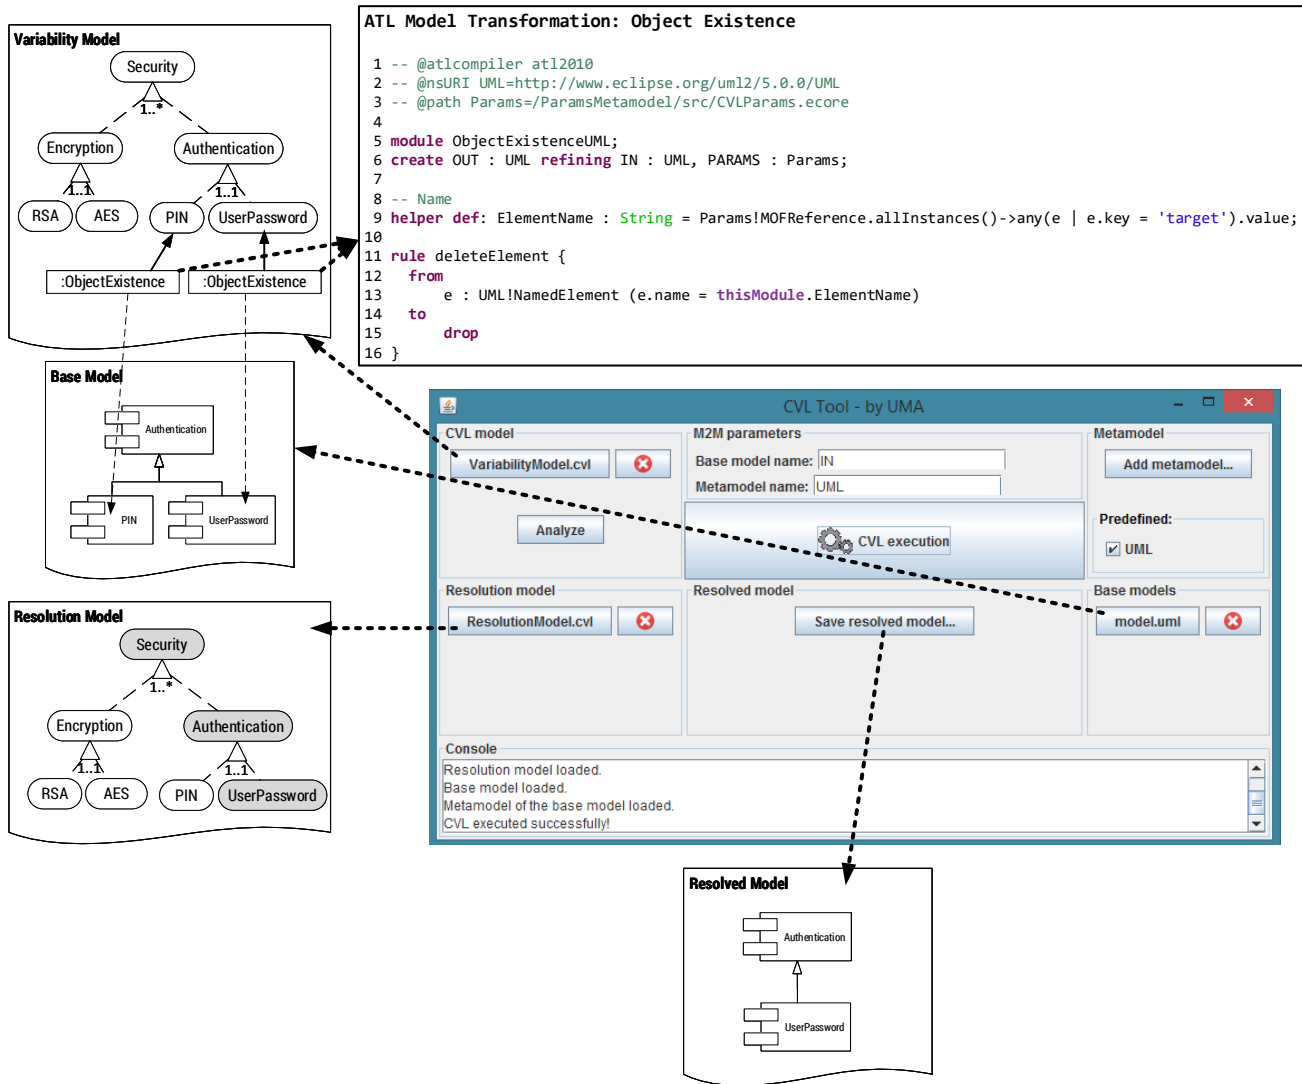 Variability Model
Security
1..*
Encryption
Authentication
1..1
1..1
RSA
AES
PIN
UserPassword
:ObjectExistence
:ObjectExistence
ATL Model Transformation: Object Existence
1 -- @atlcompiler atl2010
2 -- @nsURI UML=http://www.eclipse.org/uml2/5.0.0/UML
3 -- @path Params=/ParamsMetamodel/src/CVLParams.ecore
4
5 module ObjectExistenceUML;
6 create OUT : UML refining IN : UML, PARAMS : Params;
7
8 -- Name
9 helper def: ElementName : String = Params!MOFReference.allInstances()->any(e | e.key = 'target').value;
10
11 rule deleteElement {
12 from
13 e : UML!NamedElement (e.name = thisModule.ElementName)
14 to
15 drop
16 }
Base Model
Authentication
PIN
UserPassword
CVL Tool - by UMA
CVL model
VariabilityModel.cvl
Analyze
M2M parameters
Base model name: IN
Metamodel name: UML
CVL execution
Metamodel
Add metamodel...
Predefined:
UML
Resolution model
ResolutionModel.cvl
Resolved model
Save resolved model...
Base models
model.uml
Console
Resolution model loaded.
Base model loaded.
Metamodel of the base model loaded.
CVL executed successfully!
Resolution Model
Security
1..*
Encryption
Authentication
1..1
1..1
RSA
AES
PIN
UserPassword
Resolved Model
Authentication
UserPassword